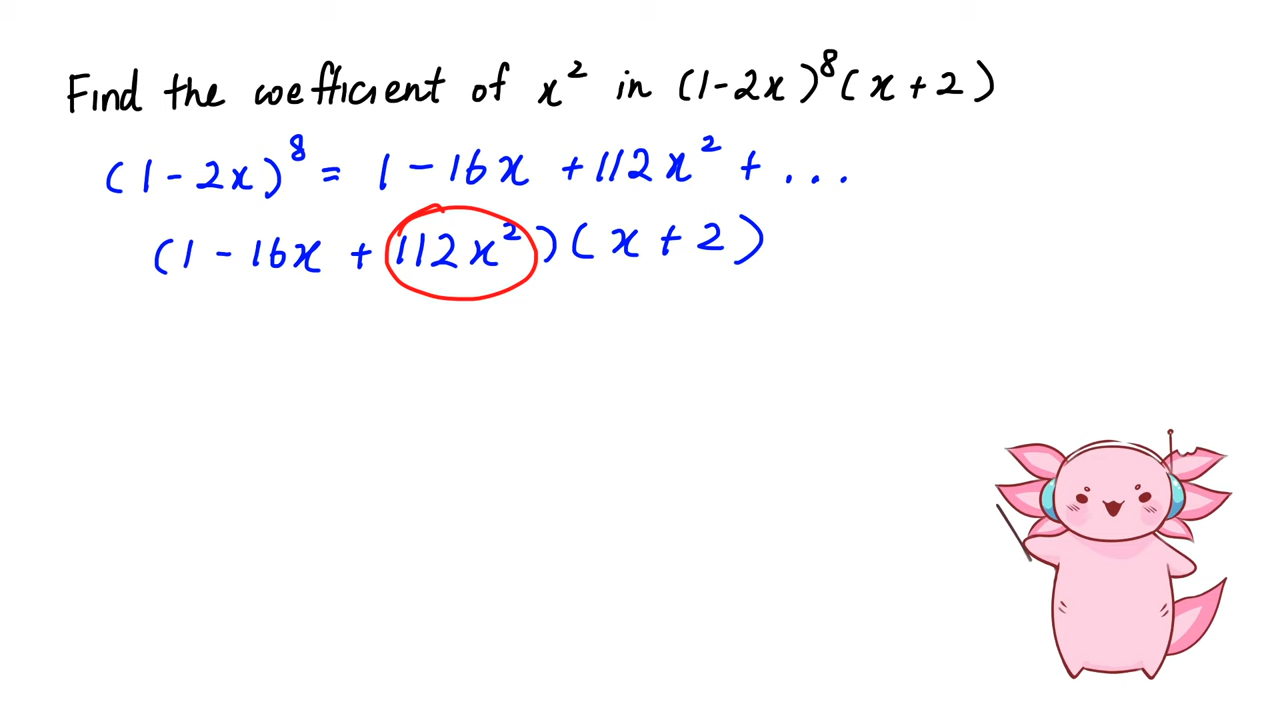 Find the coefficient of x² in (1-2x)⁸(x+2)
(1-2x)⁸ = 1-16x+112x²+...
(1-16x+112x²)(x+2)